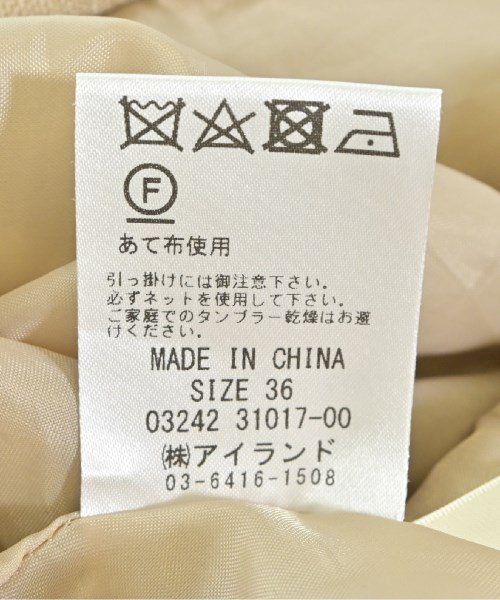 F
あて布使用
引っ掛けには御注意下さい。
必ずネットを使用して下さい。
ご家庭でのタンブラー乾燥はお避
けください。
MADE IN CHINA
SIZE 36
03242 31017-00
㈱アイランド
03-6416-1508